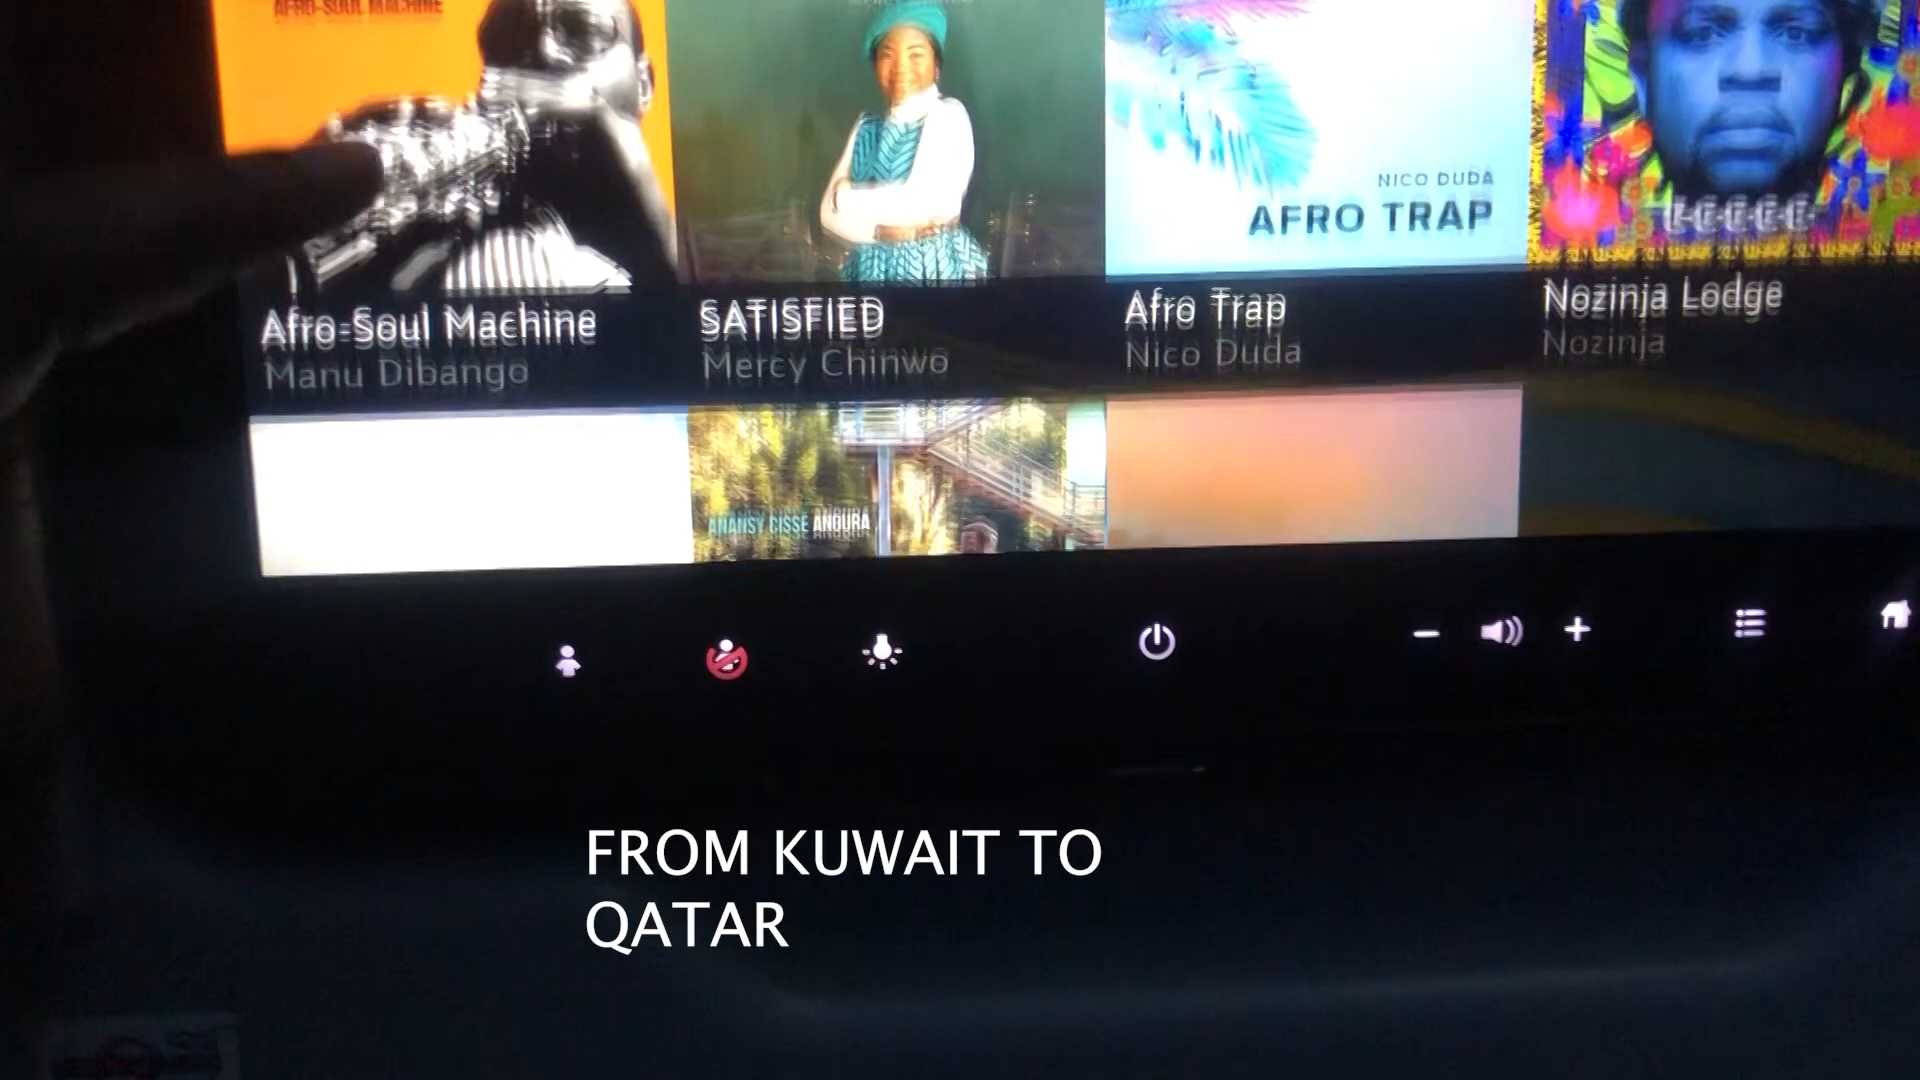 AFRO-SOUL MACHINE
NICO DUDA
AFRO TRAP
Afro-Soul Machine
Manu Dibango
SATISFIED
Mercy Chinwo
Afro Trap
Nico Duda
Nozinja Lodge
Nozinja
ANANSY CISSE ANOURA
FROM KUWAIT TO
QATAR